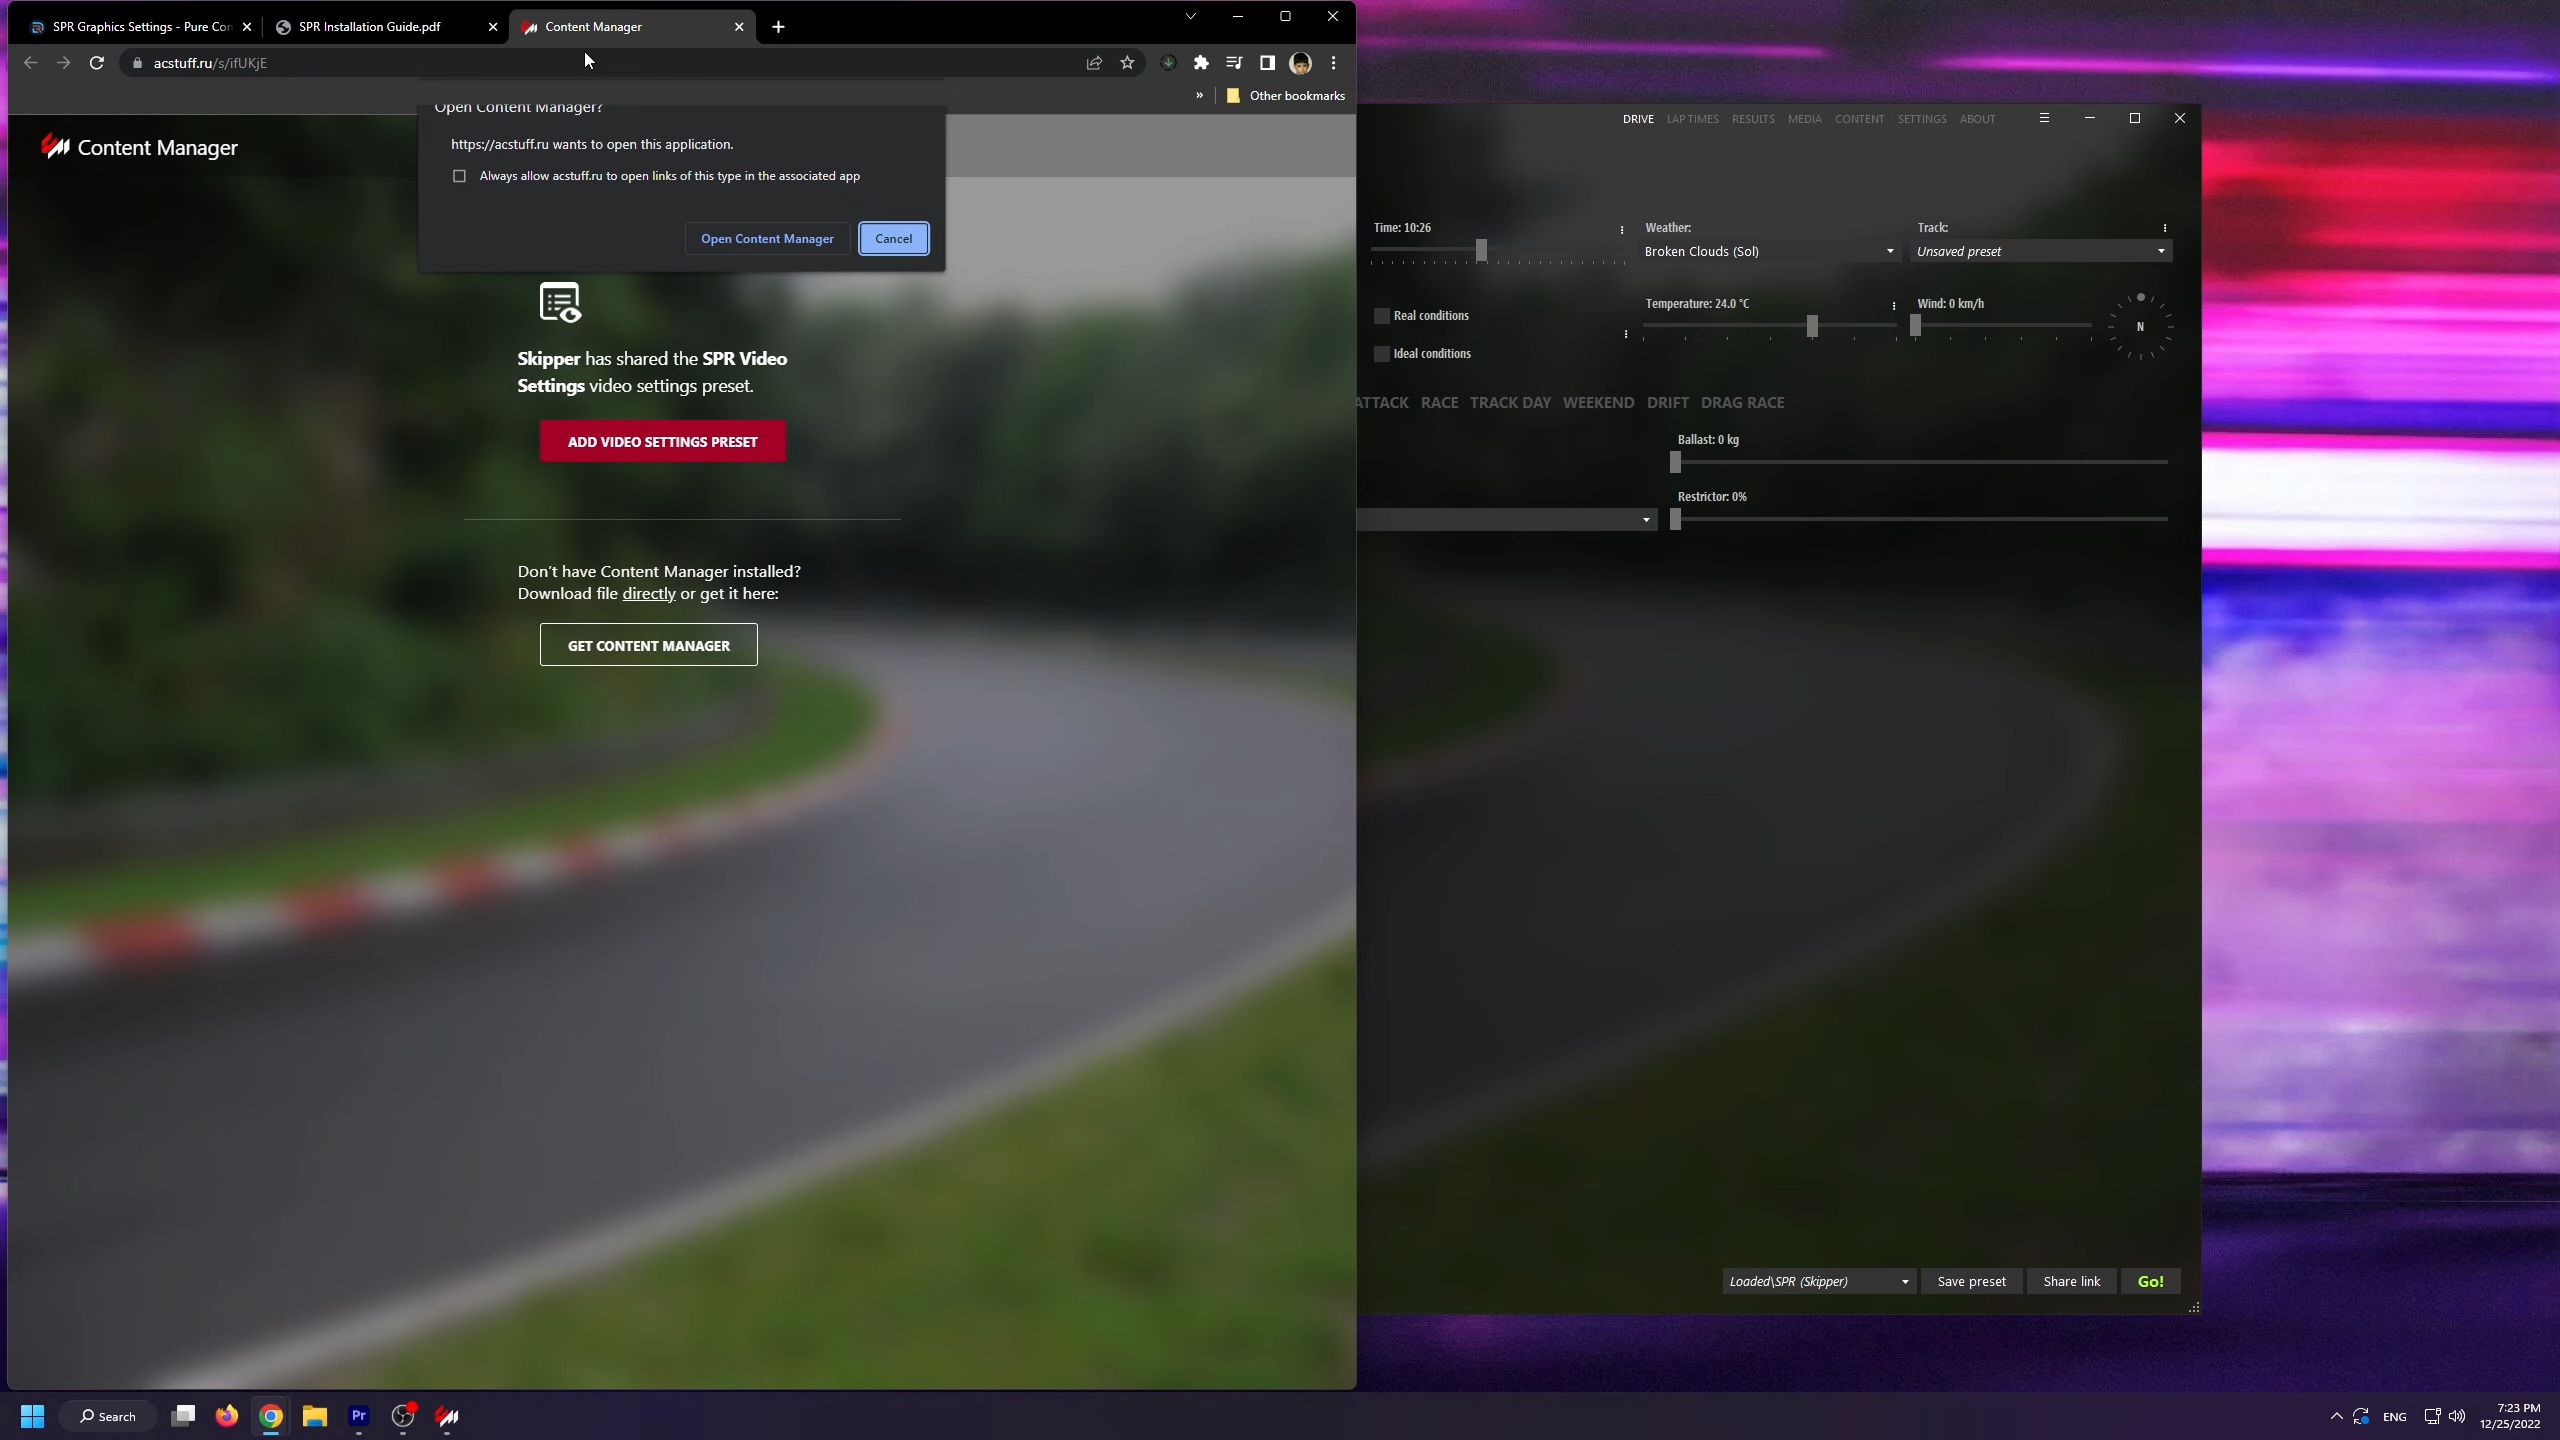 SPR Graphics Settings - Pure Con
SPR Installation Guide.pdf
Content Manager
acstuff.ru/s/ifUKjE
»
Other bookmarks
Content Manager
Open Content Manager?
https://acstuff.ru wants to open this application.
Always allow acstuff.ru to open links of this type in the associated app
Open Content Manager
Cancel
Skipper has shared the SPR Video
Settings video settings preset.
ADD VIDEO SETTINGS PRESET
Don't have Content Manager installed?
Download file directly or get it here:
GET CONTENT MANAGER
DRIVE LAP TIMES RESULTS MEDIA CONTENT SETTINGS ABOUT
Time: 10:26
Weather:
Track:
Broken Clouds (Sol)
Unsaved preset
Real conditions
Temperature: 24.0 °C
Wind: 0 km/h
N
Ideal conditions
ATTACK RACE TRACK DAY WEEKEND DRIFT DRAG RACE
Ballast: 0 kg
Restrictor: 0%
Loaded\SPR (Skipper)
Save preset
Share link
Go!
Search
Pr
ENG
7:23 PM
12/25/2022